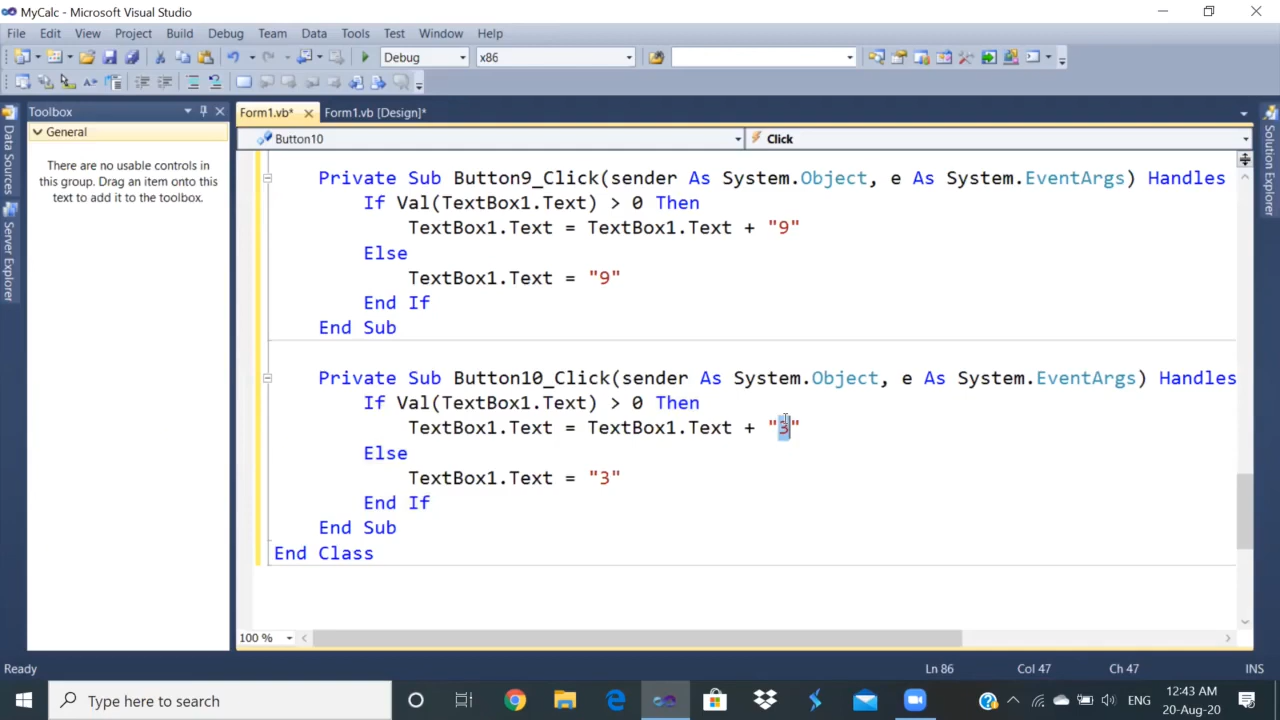 MyCalc - Microsoft Visual Studio
File Edit View Project Build Debug Team Data Tools Test Window Help
Debug x86
Toolbox
Form1.vb* Form1.vb [Design]*
General
Button10 Click
There are no usable controls in
this group. Drag an item onto this
text to add it to the toolbox.
Data Sources
Server Explorer
Solution Explorer
Private Sub Button9_Click(sender As System.Object, e As System.EventArgs) Handles
If Val(TextBox1.Text) > 0 Then
TextBox1.Text = TextBox1.Text + "9"
Else
TextBox1.Text = "9"
End If
End Sub
Private Sub Button10_Click(sender As System.Object, e As System.EventArgs) Handles
If Val(TextBox1.Text) > 0 Then
TextBox1.Text = TextBox1.Text + "3"
Else
TextBox1.Text = "3"
End If
End Sub
End Class
100 %
Ready Ln 86 Col 47 Ch 47 INS
Type here to search
ENG
12:43 AM
20-Aug-20